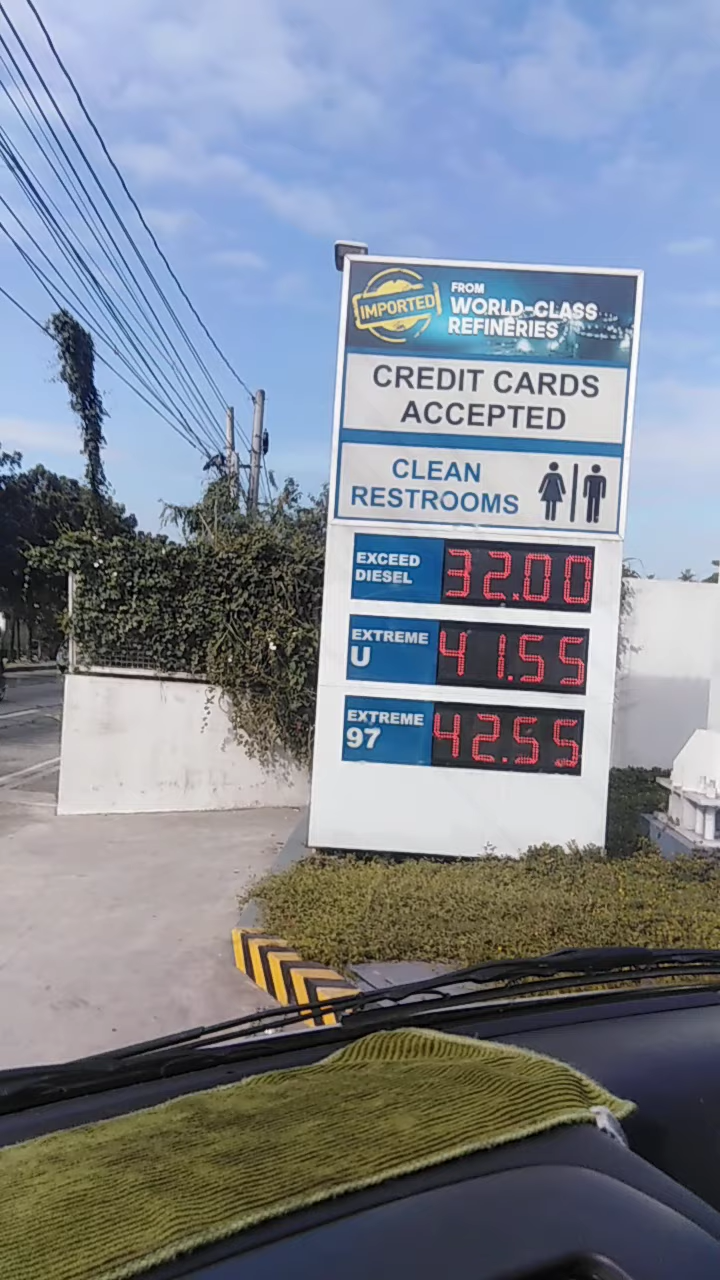 IMPORTED
FROM
WORLD-CLASS
REFINERIES
CREDIT CARDS
ACCEPTED
CLEAN
RESTROOMS
EXCEED
DIESEL
32.00
EXTREME
U
41.55
EXTREME
97
42.55